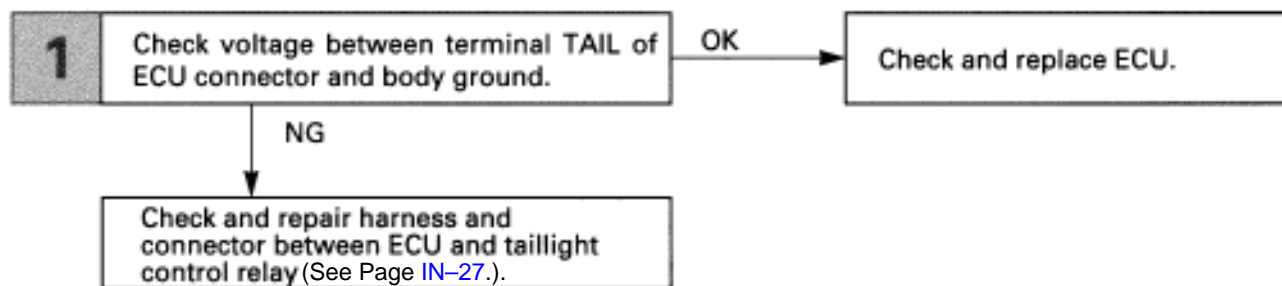 1
Check voltage between terminal TAIL of
ECU connector and body ground.
OK
Check and replace ECU.
NG
Check and repair harness and
connector between ECU and taillight
control relay (See Page IN–27.).